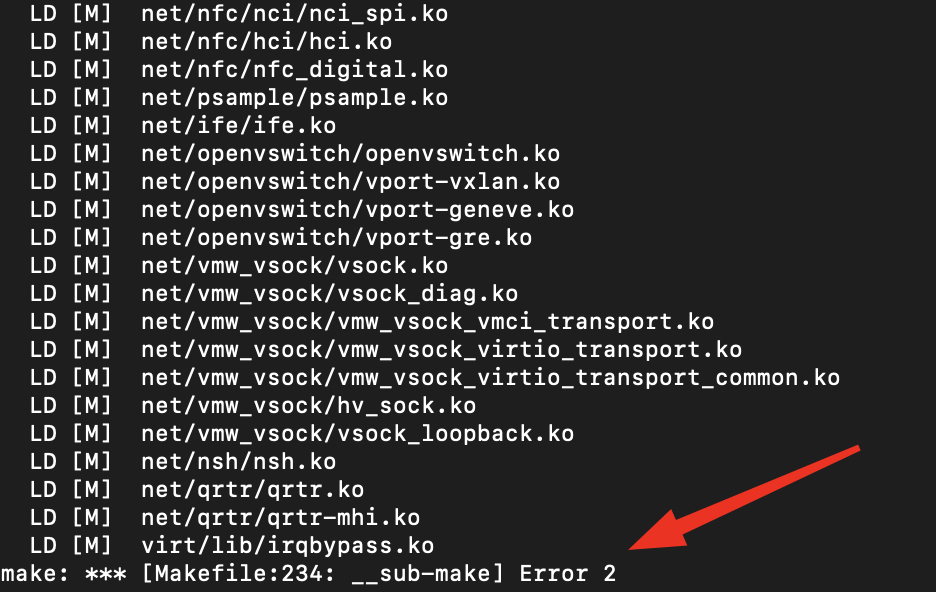 LD [M]  net/nfc/nci/nci_spi.ko
LD [M]  net/nfc/hci/hci.ko
LD [M]  net/nfc/nfc_digital.ko
LD [M]  net/psample/psample.ko
LD [M]  net/ife/ife.ko
LD [M]  net/openvswitch/openvswitch.ko
LD [M]  net/openvswitch/vport-vxlan.ko
LD [M]  net/openvswitch/vport-geneve.ko
LD [M]  net/openvswitch/vport-gre.ko
LD [M]  net/vmw_vsock/vsock.ko
LD [M]  net/vmw_vsock/vsock_diag.ko
LD [M]  net/vmw_vsock/vmw_vsock_vmci_transport.ko
LD [M]  net/vmw_vsock/vmw_vsock_virtio_transport.ko
LD [M]  net/vmw_vsock/vmw_vsock_virtio_transport_common.ko
LD [M]  net/vmw_vsock/hv_sock.ko
LD [M]  net/vmw_vsock/vsock_loopback.ko
LD [M]  net/nsh/nsh.ko
LD [M]  net/qrtr/qrtr.ko
LD [M]  net/qrtr/qrtr-mhi.ko
LD [M]  virt/lib/irqbypass.ko
make: *** [Makefile:234: __sub-make] Error 2